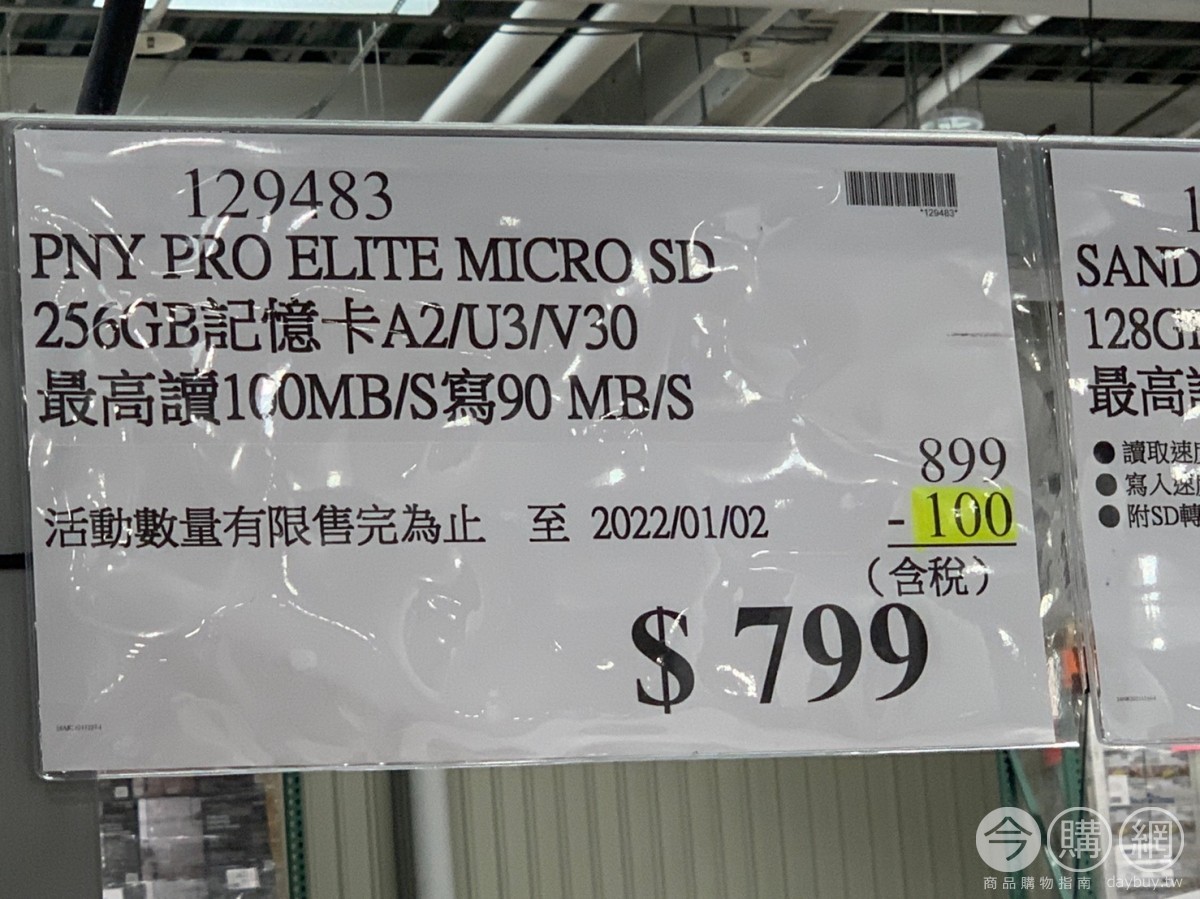 129483
*129483*
PNY PRO ELITE MICRO SD
256GB記憶卡A2/U3/V30
最高讀100MB/S寫90 MB/S
899
活動數量有限售完為止 至 2022/01/02
- 100
(含稅)
$ 799
1
SAND
128G
最高
讀取速
寫入速
附SD轉
今購網
商品購物指南 daybuy.tw